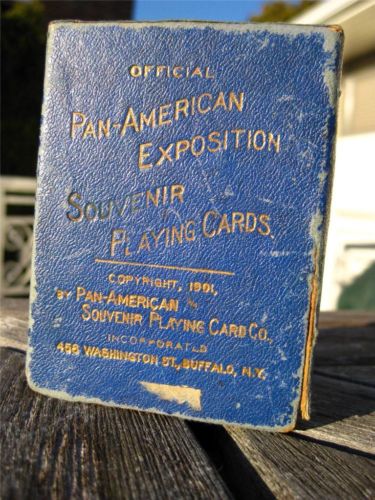 OFFICIAL
PAN-AMERICAN
EXPOSITION
SOUVENIR
PLAYING CARDS.
COPYRIGHT, 1901,
BY PAN-AMERICAN
SOUVENIR PLAYING CARD CO.,
INCORPORATED
456 WASHINGTON ST., BUFFALO, N.Y.